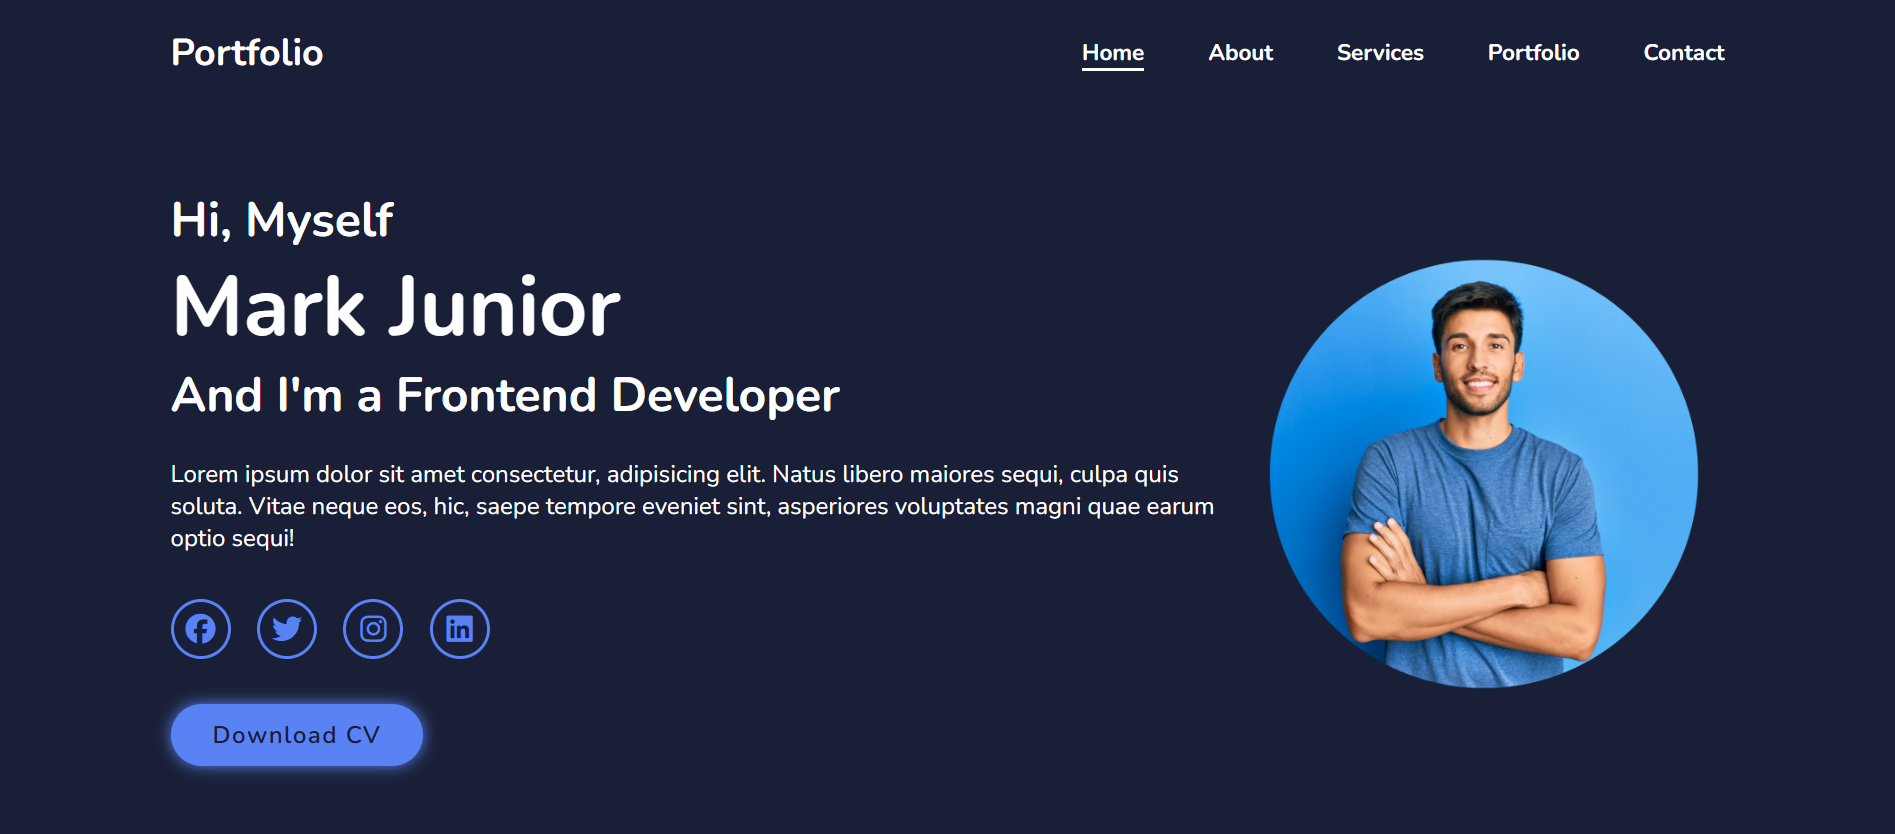 Portfolio
Home About Services Portfolio Contact
Hi, Myself
Mark Junior
And I'm a Frontend Developer
Lorem ipsum dolor sit amet consectetur, adipisicing elit. Natus libero maiores sequi, culpa quis
soluta. Vitae neque eos, hic, saepe tempore eveniet sint, asperiores voluptates magni quae earum
optio sequi!
Download CV